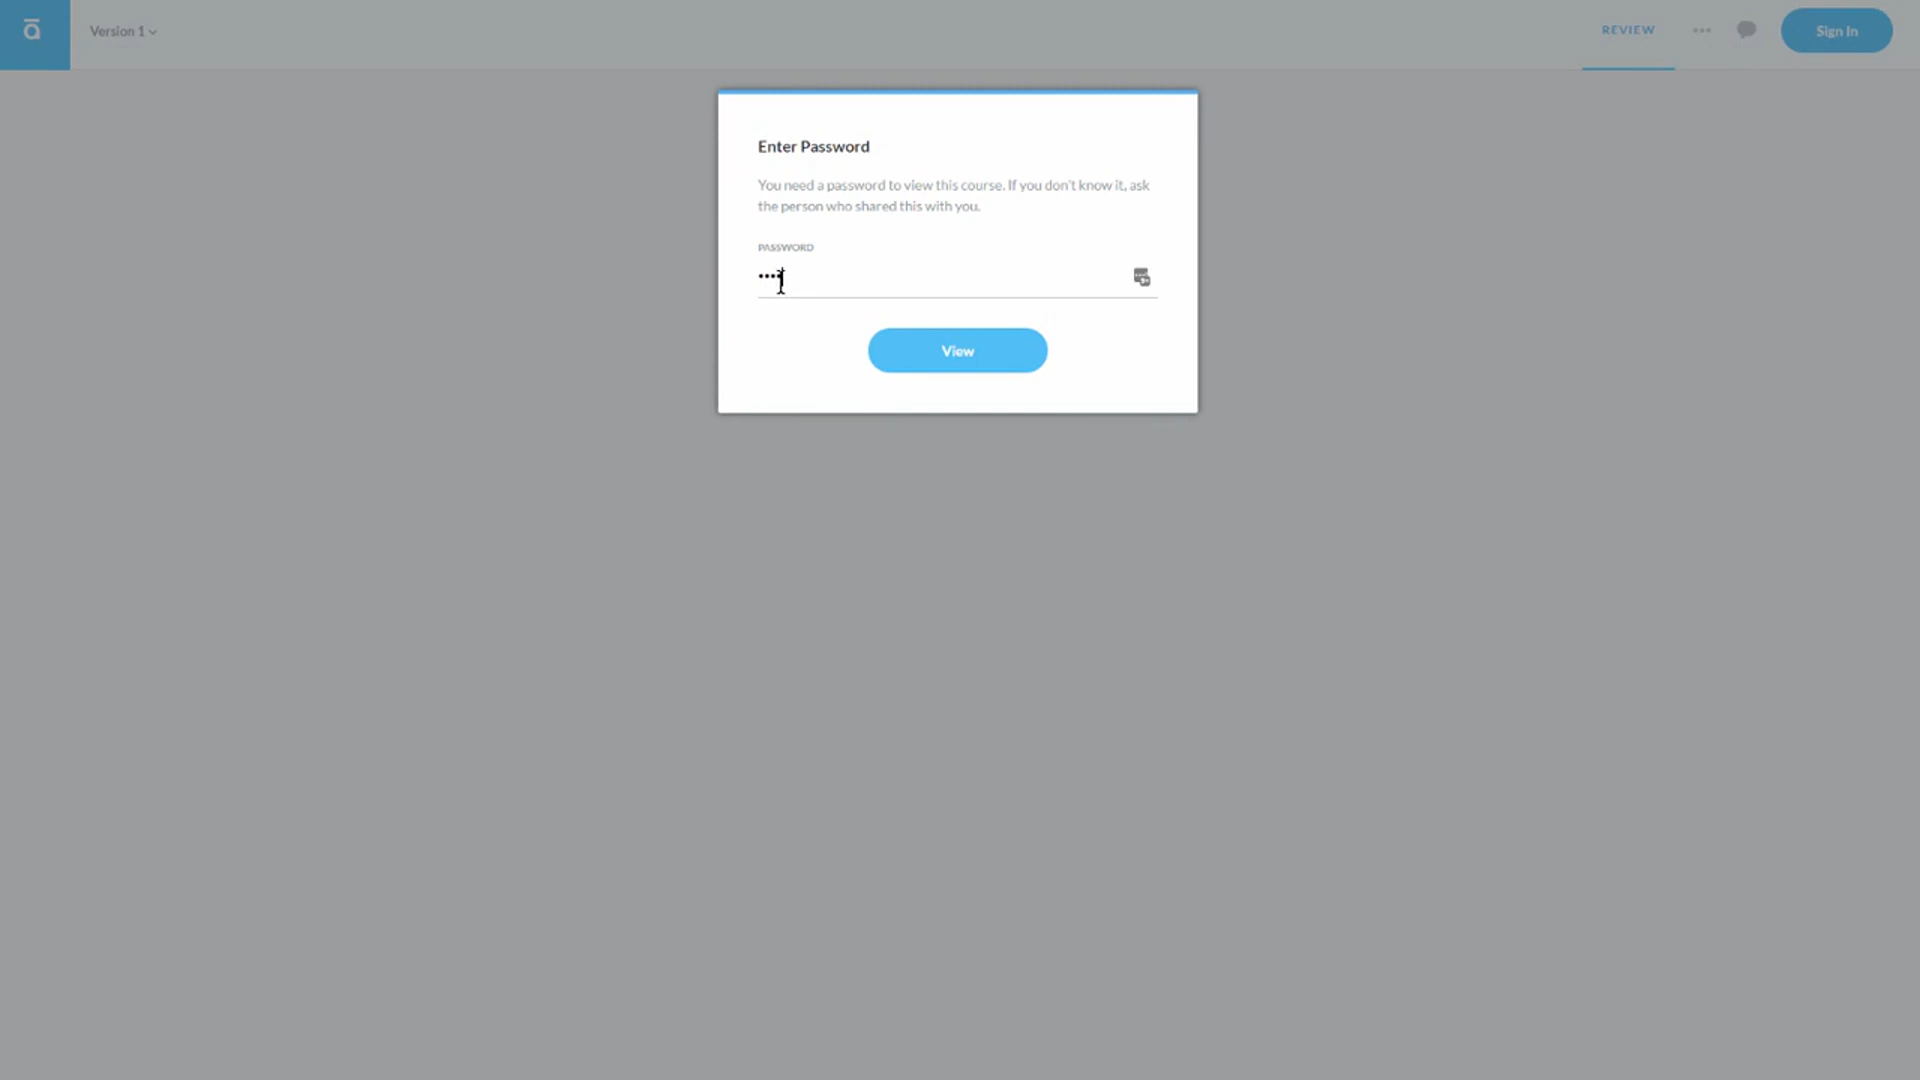 ā
Version 1
REVIEW
Sign In
Enter Password
You need a password to view this course. If you don't know it, ask
the person who shared this with you.
PASSWORD
••••
View